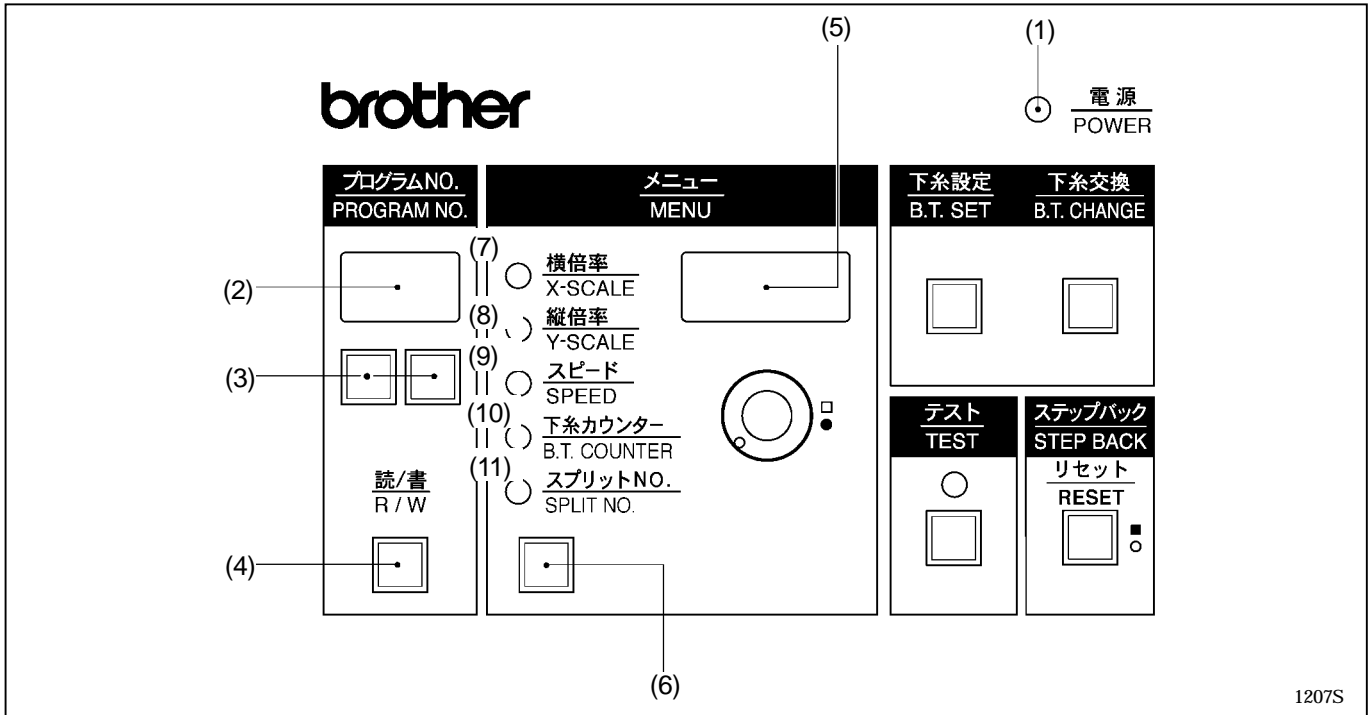 (5)
(1)
brother
電源
POWER
プログラムNO.
PROGRAM NO.
メニュー
MENU
下糸設定
B.T. SET
下糸交換
B.T. CHANGE
(2)
(3)
読/書
R / W
(4)
(7)
横倍率
X-SCALE
(8)
縦倍率
Y-SCALE
(9)
スピード
SPEED
(10)
下糸カウンター
B.T. COUNTER
(11)
スプリットNO.
SPLIT NO.
テスト
TEST
ステップバック
STEP BACK
リセット
RESET
(6)
1207S